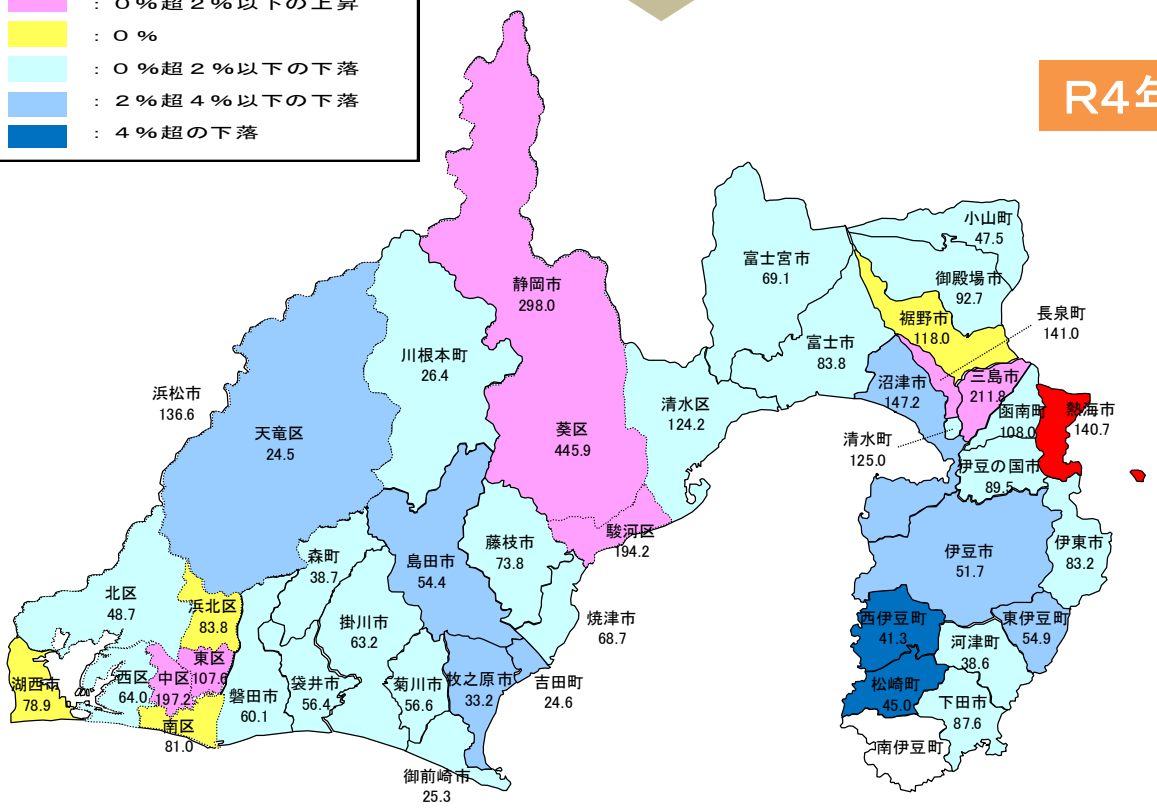 : 0%超2%以下の上昇
: 0%
: 0%超2%以下の下落
: 2%超4%以下の下落
: 4%超の下落
R4年
小山町
47.5
富士宮市
69.1
御殿場市
92.7
静岡市
298.0
裾野市
118.0
長泉町
141.0
富士市
83.8
川根本町
26.4
沼津市
147.2
三島市
211.8
浜松市
136.6
清水区
124.2
函南町
108.0
熱海市
140.7
天竜区
24.5
葵区
445.9
清水町
125.0
伊豆の国市
89.5
駿河区
194.2
藤枝市
73.8
森町
38.7
島田市
54.4
伊豆市
51.7
伊東市
83.2
北区
48.7
浜北区
83.8
掛川市
63.2
焼津市
68.7
西伊豆町
41.3
東伊豆町
54.9
河津町
38.6
東区
107.6
湖西市
78.9
西区
64.0
中区
197.2
磐田市
60.1
袋井市
56.4
菊川市
56.6
牧之原市
33.2
吉田町
24.6
松崎町
45.0
下田市
87.6
南区
81.0
南伊豆町
御前崎市
25.3